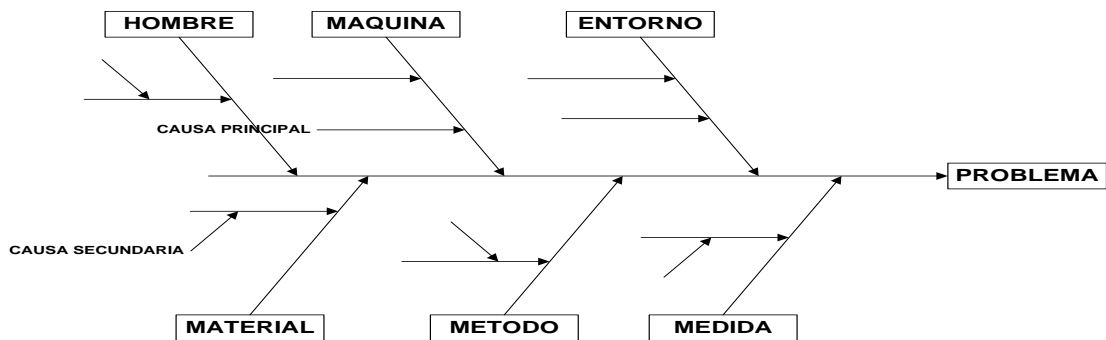 HOMBRE
MAQUINA
ENTORNO
CAUSA PRINCIPAL
PROBLEMA
CAUSA SECUNDARIA
MATERIAL
METODO
MEDIDA